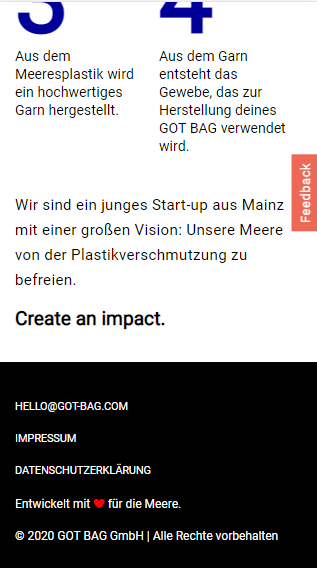 3
4
Aus dem
Meeresplastik wird
ein hochwertiges
Garn hergestellt.
Aus dem Garn
entsteht das
Gewebe, das zur
Herstellung deines
GOT BAG verwendet
wird.
Feedback
Wir sind ein junges Start-up aus Mainz
mit einer großen Vision: Unsere Meere
von der Plastikverschmutzung zu
befreien.
Create an impact.
HELLO@GOT-BAG.COM
IMPRESSUM
DATENSCHUTZERKLÄRUNG
Entwickelt mit ❤ für die Meere.
© 2020 GOT BAG GmbH | Alle Rechte vorbehalten